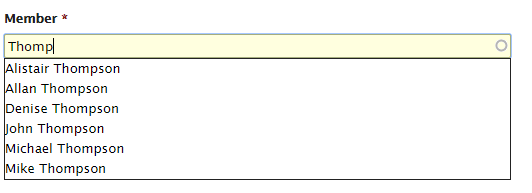 Member *
Thomp
Alistair Thompson
Allan Thompson
Denise Thompson
John Thompson
Michael Thompson
Mike Thompson